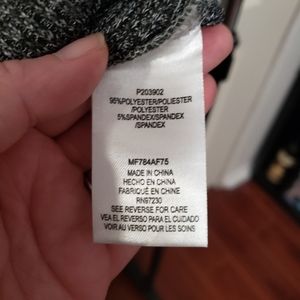 P203902
95%POLYESTER/POLIESTER
/POLYESTER
5%SPANDEX/SPANDEX
/SPANDEX
MF784AF75
MADE IN CHINA
HECHO EN CHINA
FABRIQUÉ EN CHINE
RN97230
SEE REVERSE FOR CARE
VEA EL REVERSO PARA EL CUIDADO
VOIR AU VERSO POUR LES SOINS